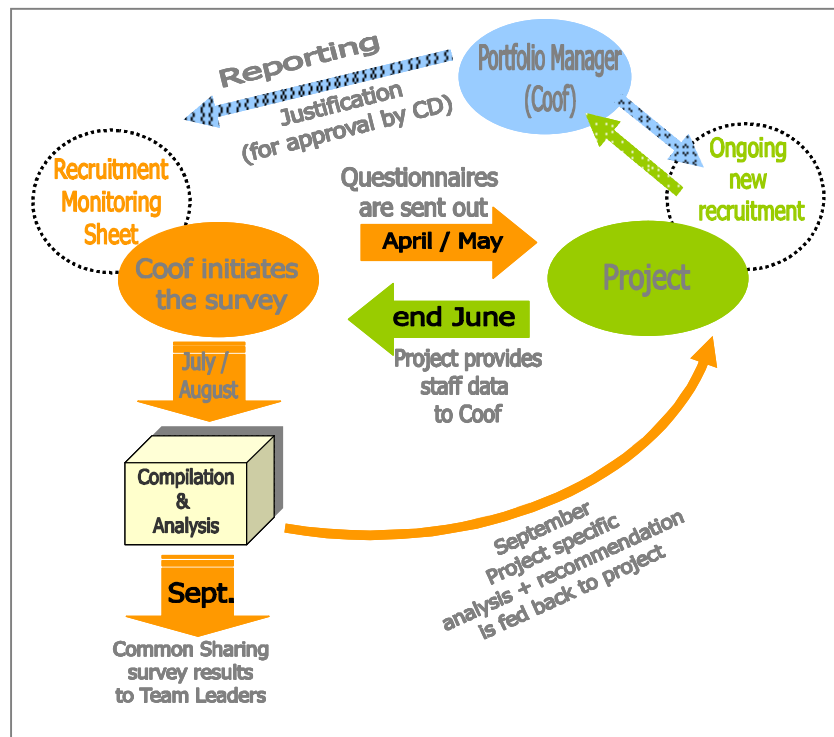 Reporting
Justification
(for approval by CD)
Portfolio Manager
(Coof)
Ongoing
new
recruitment
Recruitment
Monitoring
Sheet
Questionnaires
are sent out
April / May
Coof initiates
the survey
Project
end June
Project provides
staff data
to Coof
July /
August
Compilation
&
Analysis
September
Project specific
analysis + recommendation
is fed back to project
Sept.
Common Sharing
survey results
to Team Leaders